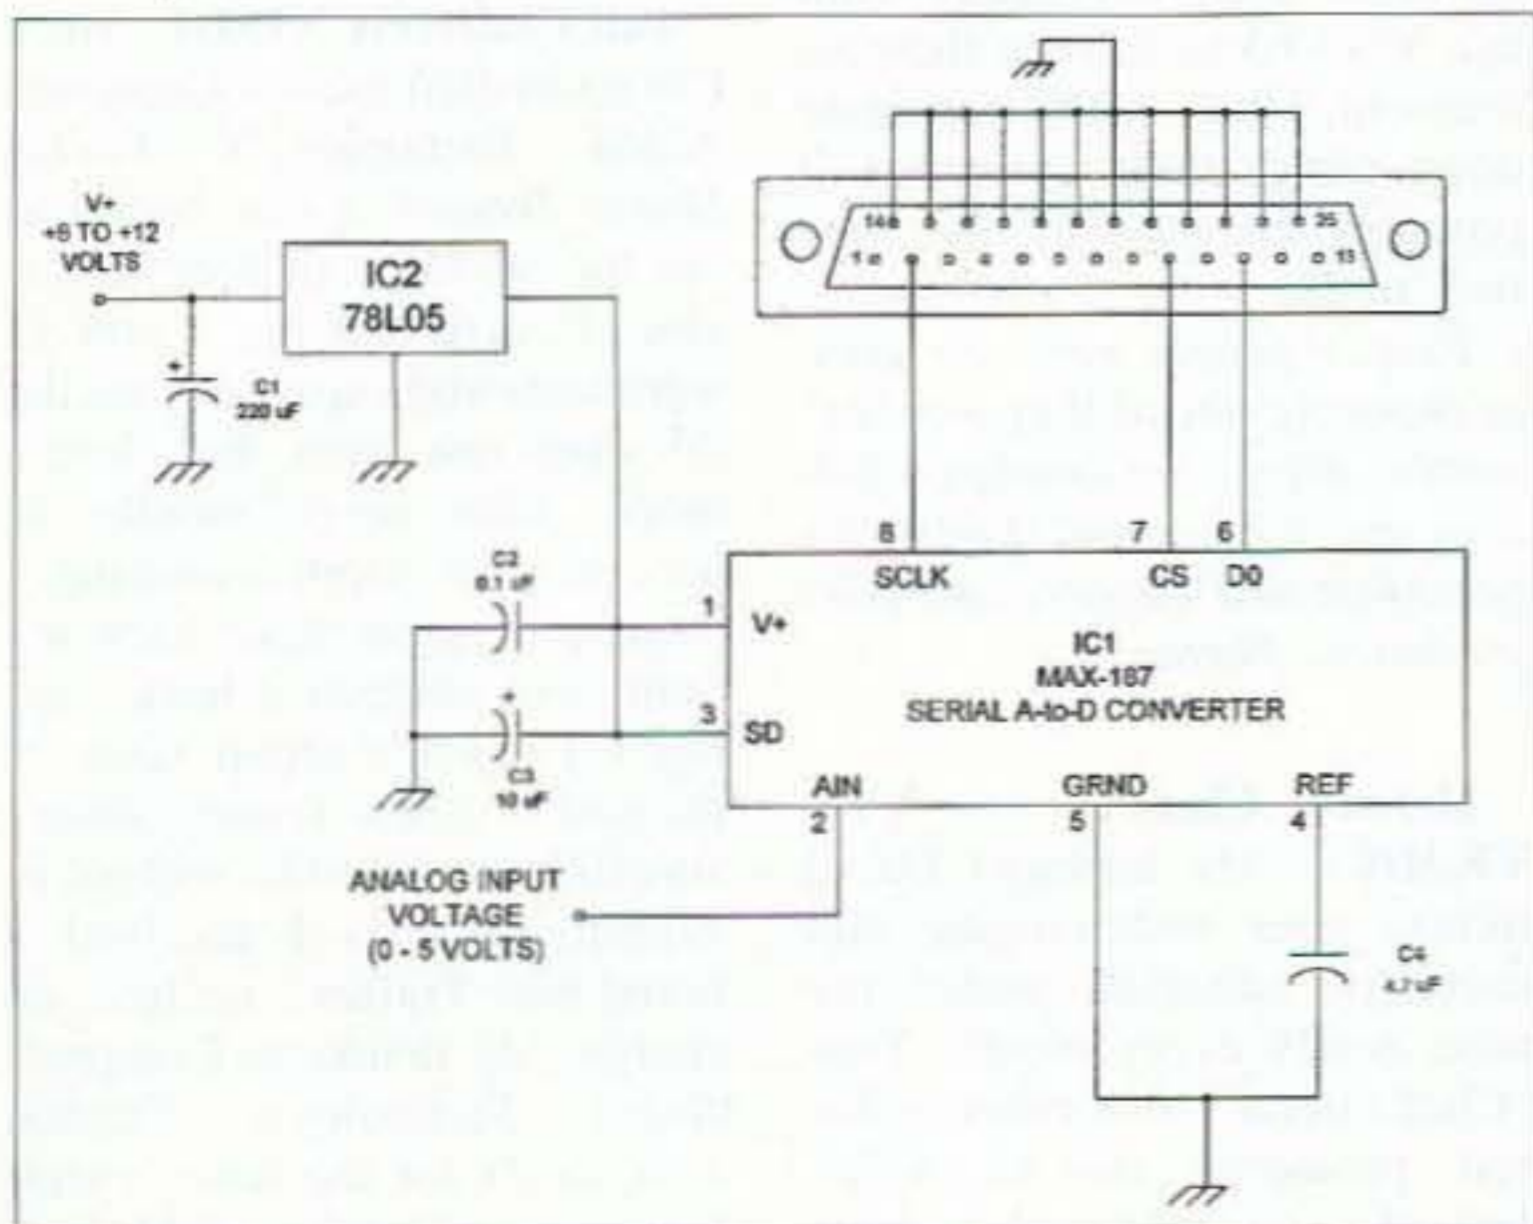 V+
+6 TO +12
VOLTS
IC2
78L05
+
C1
220 uF
14
25
1
13
8
7
6
SCLK
CS
D0
C2
0.1 uF
1
V+
IC1
MAX-187
SERIAL A-to-D CONVERTER
+
3
SD
C3
10 uF
AIN
GRND
REF
2
5
4
ANALOG INPUT
VOLTAGE
(0 - 5 VOLTS)
4.7 uF